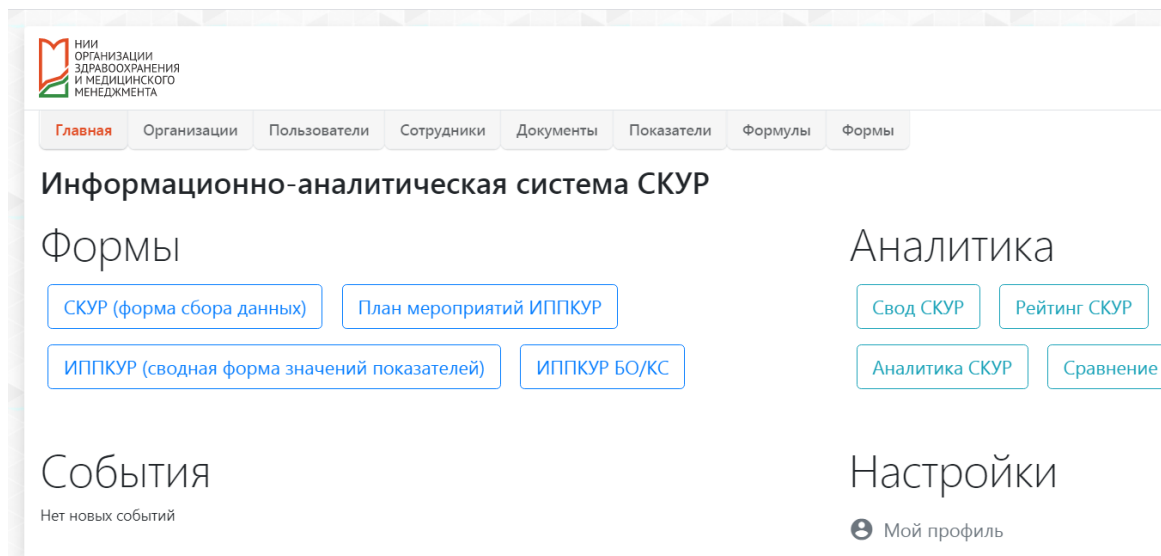 НИИ
ОРГАНИЗАЦИИ
ЗДРАВООХРАНЕНИЯ
И МЕДИЦИНСКОГО
МЕНЕДЖМЕНТА
Главная Организации Пользователи Сотрудники Документы Показатели Формулы Формы
Информационно-аналитическая система СКУР
Формы
СКУР (форма сбора данных) План мероприятий ИППКУР
ИППКУР (сводная форма значений показателей) ИППКУР БО/КС
Аналитика
Свод СКУР Рейтинг СКУР
Аналитика СКУР Сравнение
События
Нет новых событий
Настройки
Мой профиль